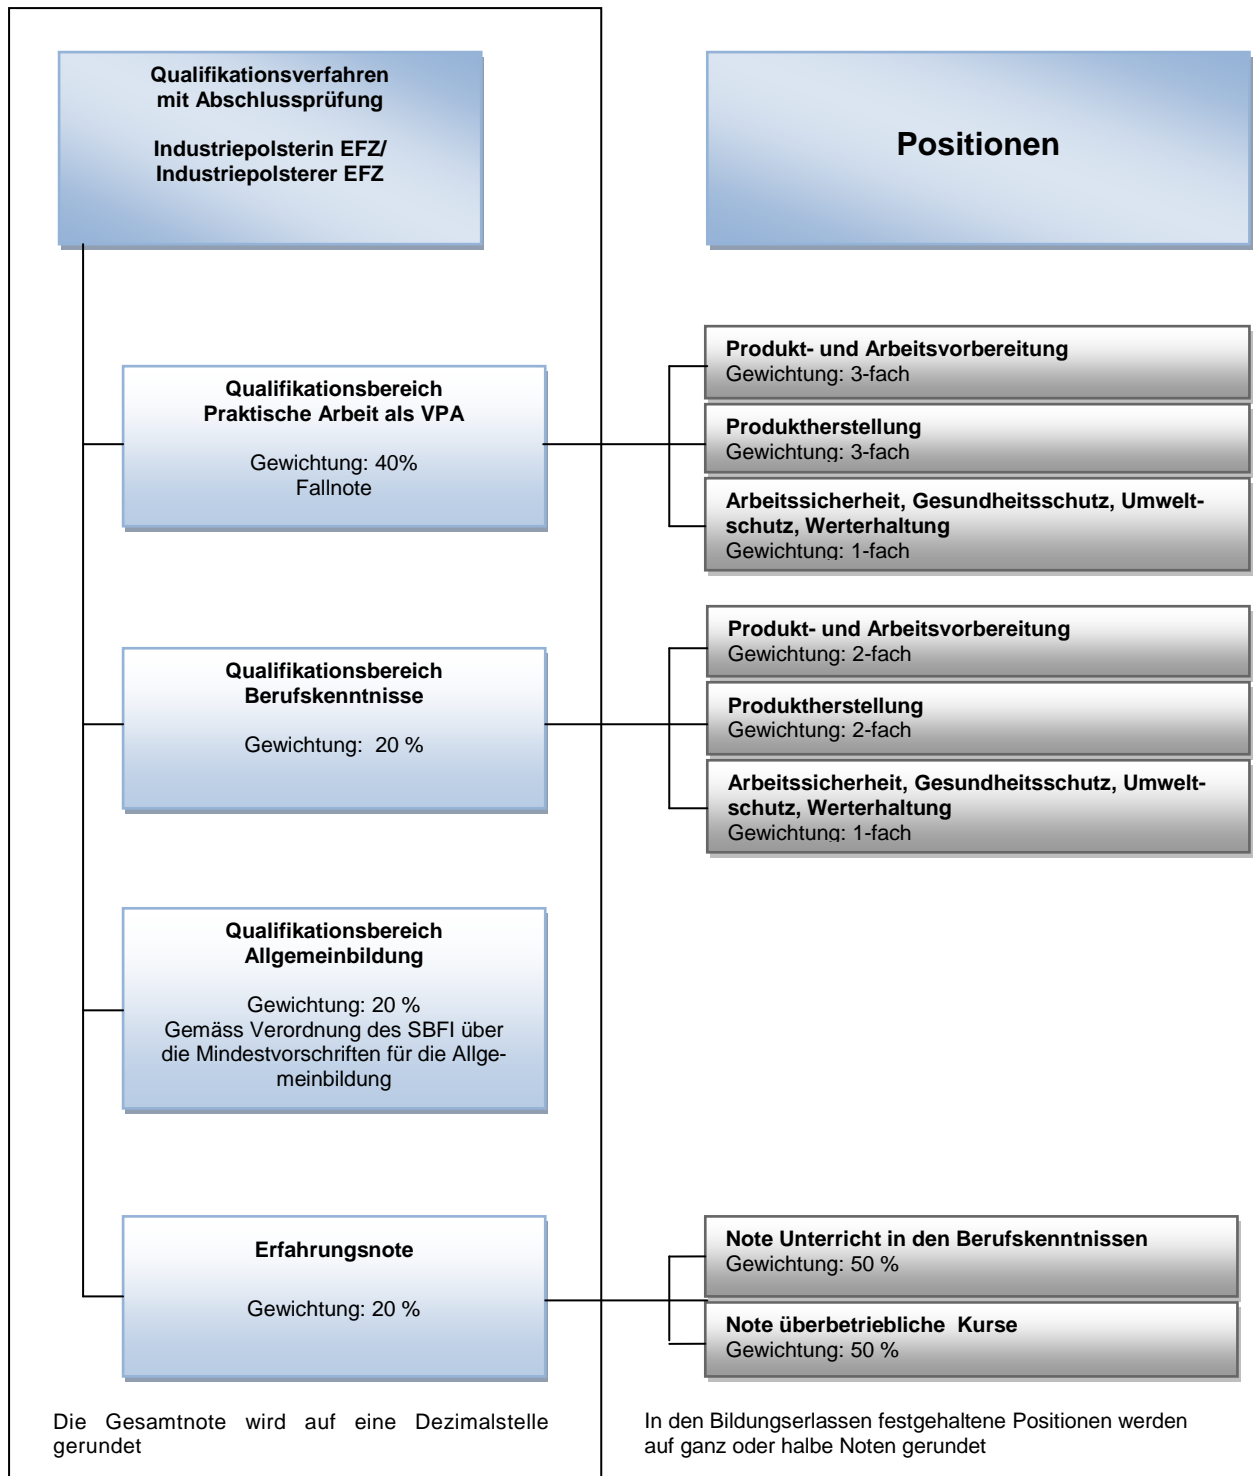 Qualifikationsverfahren
mit Abschlussprüfung
Industriepolsterin EFZ/
Industriepolsterer EFZ
Positionen
Qualifikationsbereich
Praktische Arbeit als VPA
Gewichtung: 40%
Fallnote
Produkt- und Arbeitsvorbereitung
Gewichtung: 3-fach
Produktherstellung
Gewichtung: 3-fach
Arbeitssicherheit, Gesundheitsschutz, Umwelt-
schutz, Werterhaltung
Gewichtung: 1-fach
Qualifikationsbereich
Berufskenntnisse
Gewichtung: 20 %
Produkt- und Arbeitsvorbereitung
Gewichtung: 2-fach
Produktherstellung
Gewichtung: 2-fach
Arbeitssicherheit, Gesundheitsschutz, Umwelt-
schutz, Werterhaltung
Gewichtung: 1-fach
Qualifikationsbereich
Allgemeinbildung
Gewichtung: 20 %
Gemäss Verordnung des SBFI über
die Mindestvorschriften für die Allge-
meinbildung
Erfahrungsnote
Gewichtung: 20 %
Note Unterricht in den Berufskenntnissen
Gewichtung: 50 %
Note überbetriebliche Kurse
Gewichtung: 50 %
Die Gesamtnote wird auf eine Dezimalstelle
gerundet
In den Bildungserlassen festgehaltene Positionen werden
auf ganz oder halbe Noten gerundet